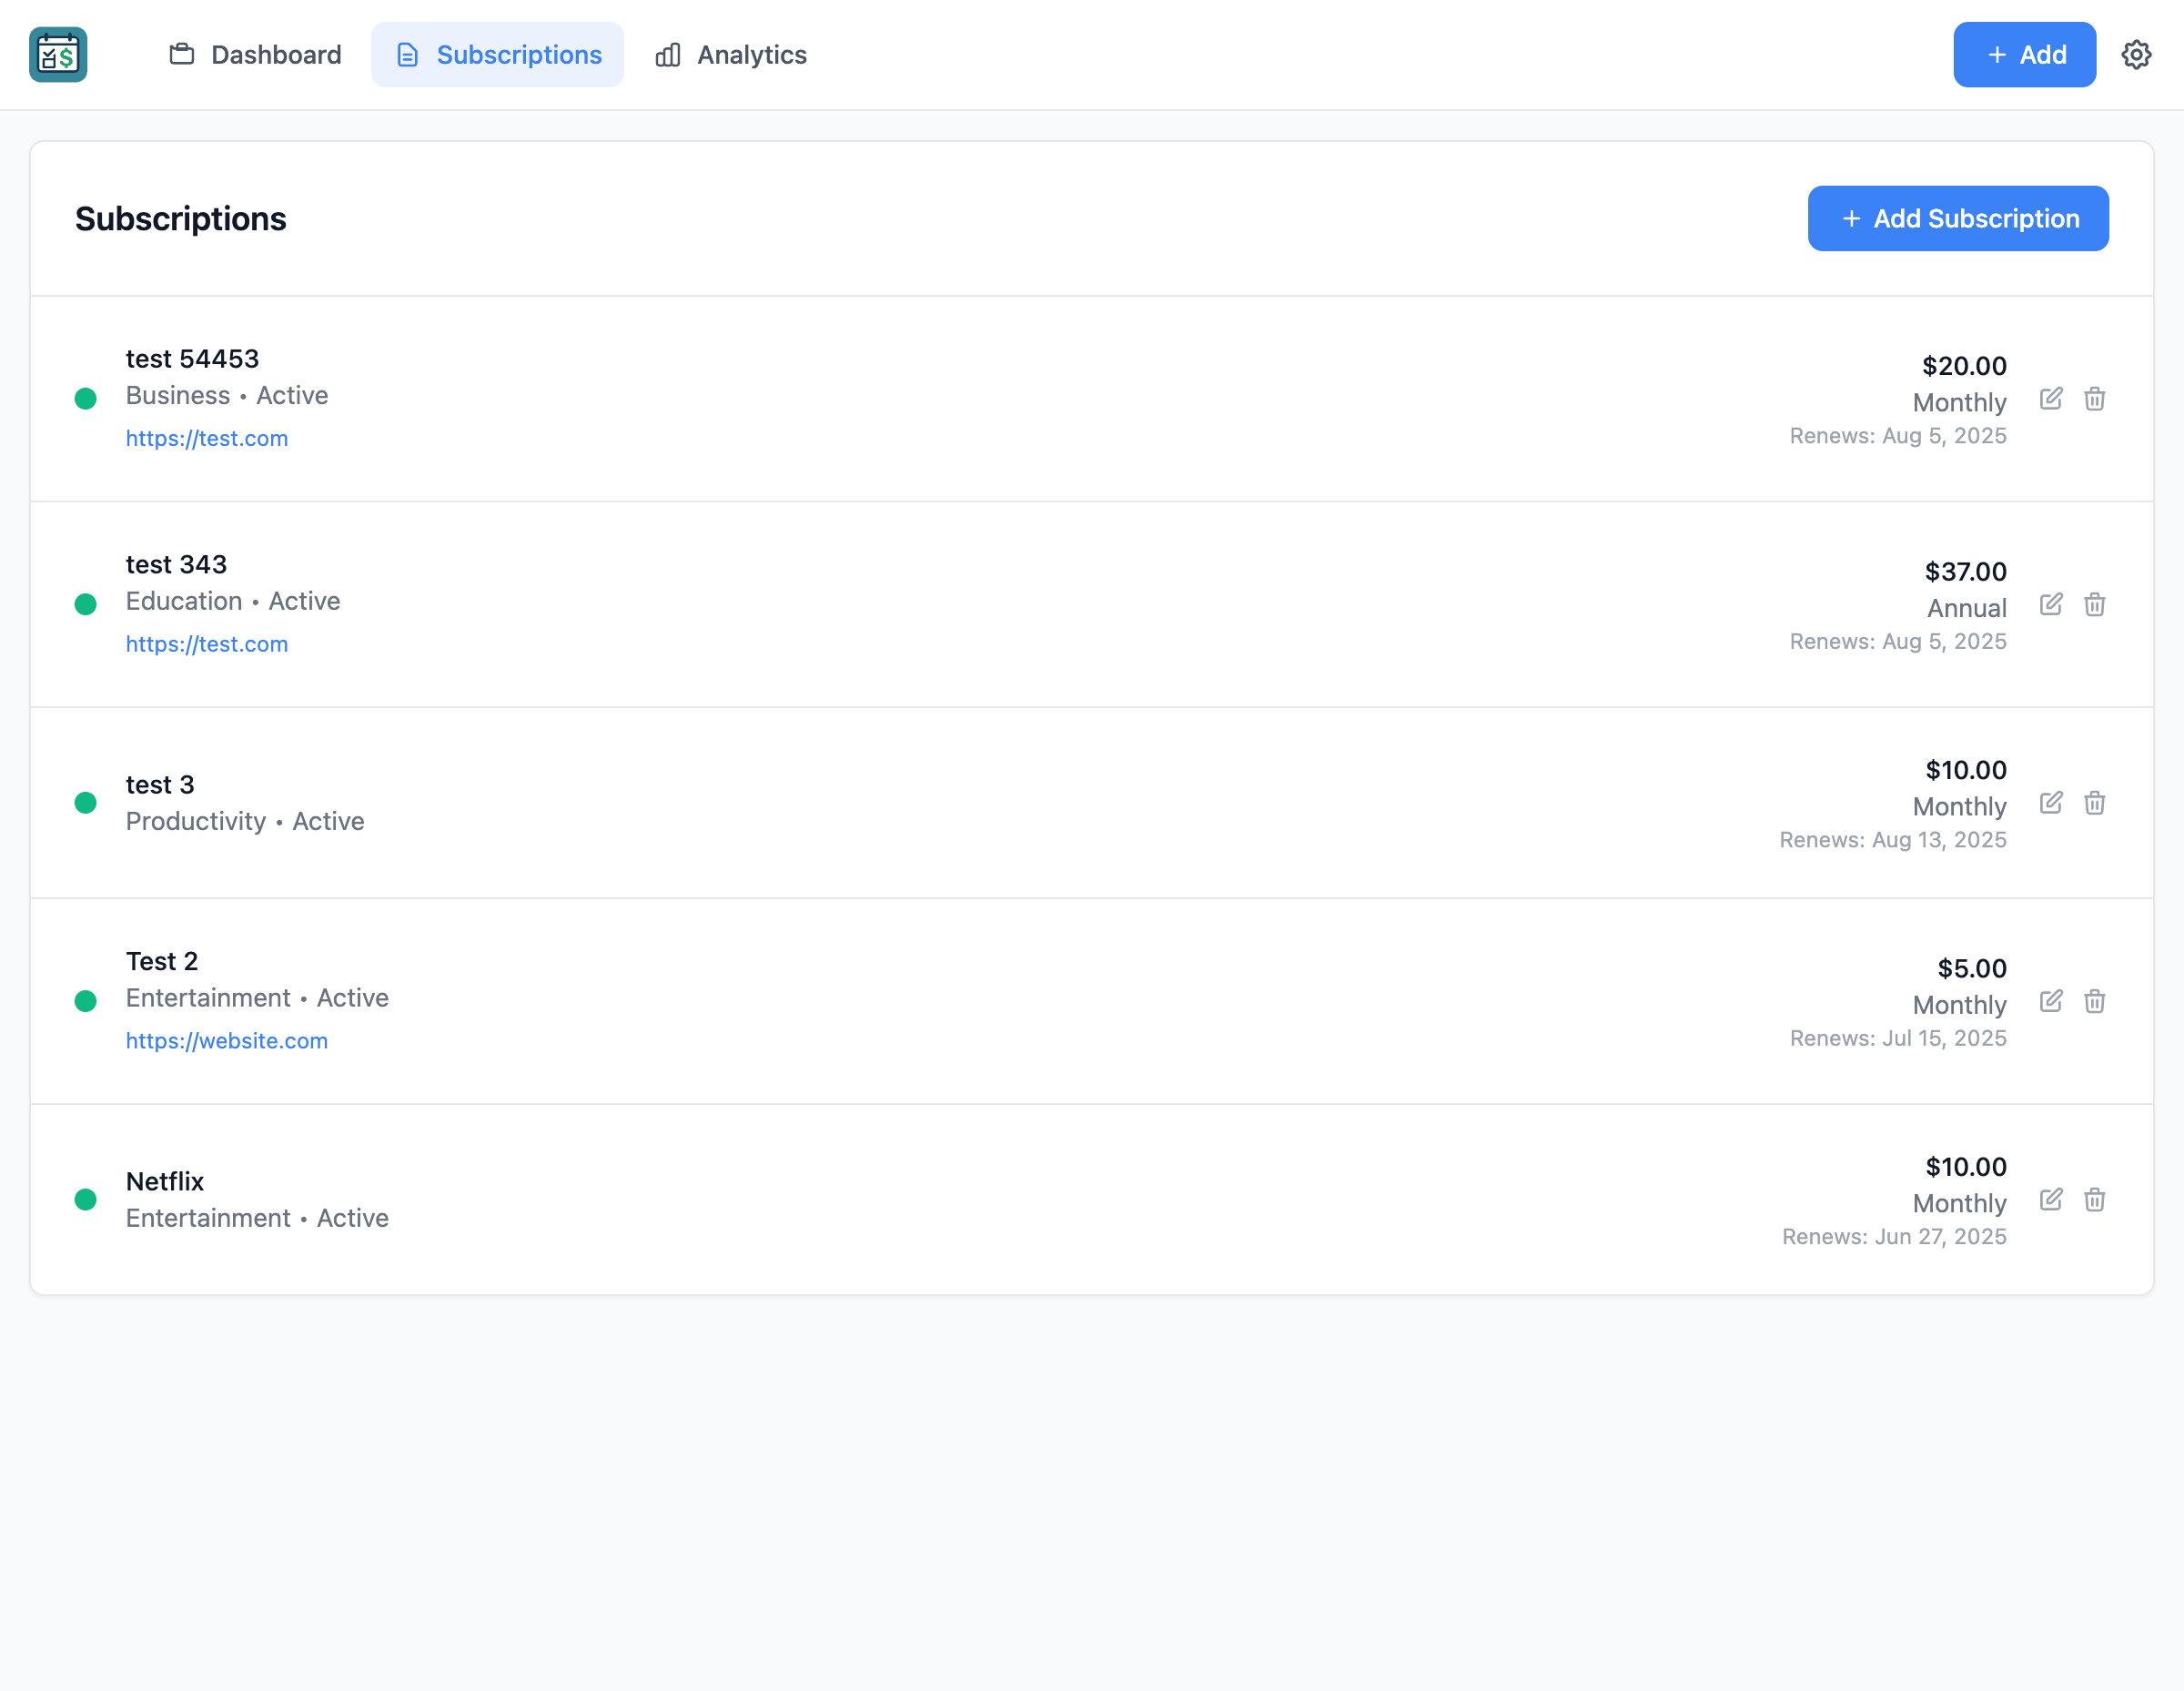 Dashboard
Subscriptions
Analytics
+ Add
Subscriptions
+ Add Subscription
test 54453
Business • Active
https://test.com
$20.00
Monthly
Renews: Aug 5, 2025
test 343
Education • Active
https://test.com
$37.00
Annual
Renews: Aug 5, 2025
test 3
Productivity • Active
$10.00
Monthly
Renews: Aug 13, 2025
Test 2
Entertainment • Active
https://website.com
$5.00
Monthly
Renews: Jul 15, 2025
Netflix
Entertainment • Active
$10.00
Monthly
Renews: Jun 27, 2025